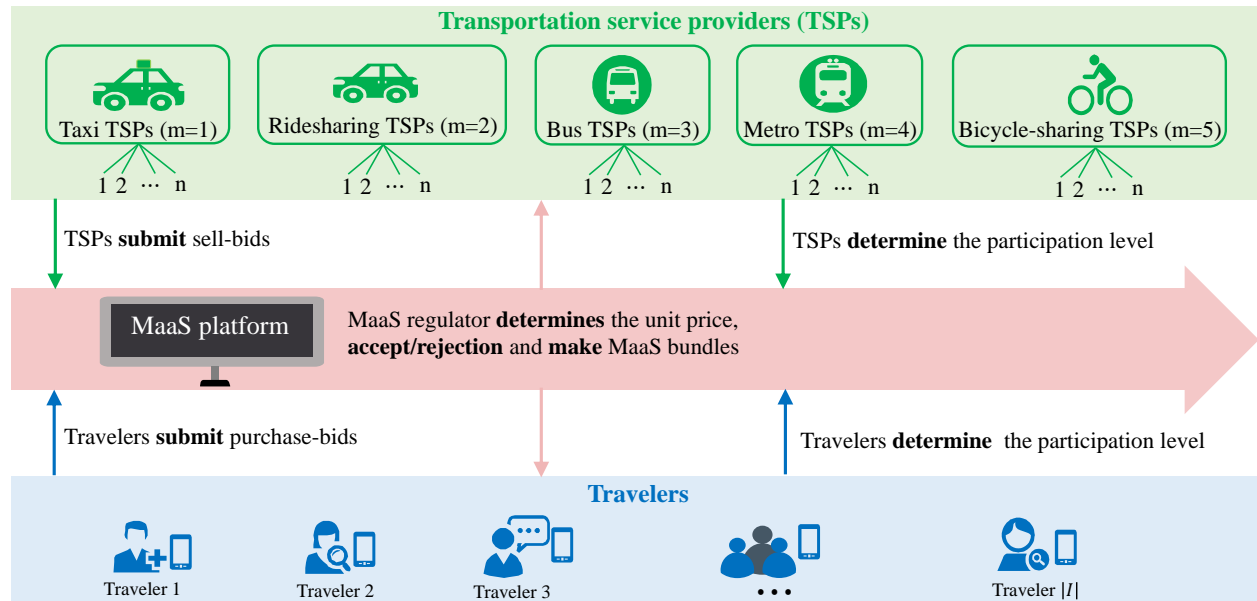 Transportation service providers (TSPs)
Taxi TSPs (m=1)
Ridesharing TSPs (m=2)
Bus TSPs (m=3)
Metro TSPs (m=4)
Bicycle-sharing TSPs (m=5)
1 2 ··· n
1 2 ··· n
1 2 ··· n
1 2 ··· n
1 2 ··· n
TSPs submit sell-bids
TSPs determine the participation level
MaaS platform
MaaS regulator determines the unit price,
accept/rejection and make MaaS bundles
Travelers submit purchase-bids
Travelers determine the participation level
Travelers
Traveler 1
Traveler 2
Traveler 3
•••
Traveler |I|